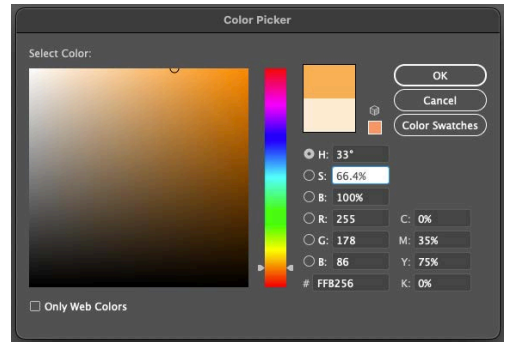 Color Picker
Select Color:
OK
Cancel
Color Swatches
H: 33°
S: 66.4%
B: 100%
R: 255 C: 0%
G: 178 M: 35%
B: 86 Y: 75%
# FFB256 K: 0%
Only Web Colors